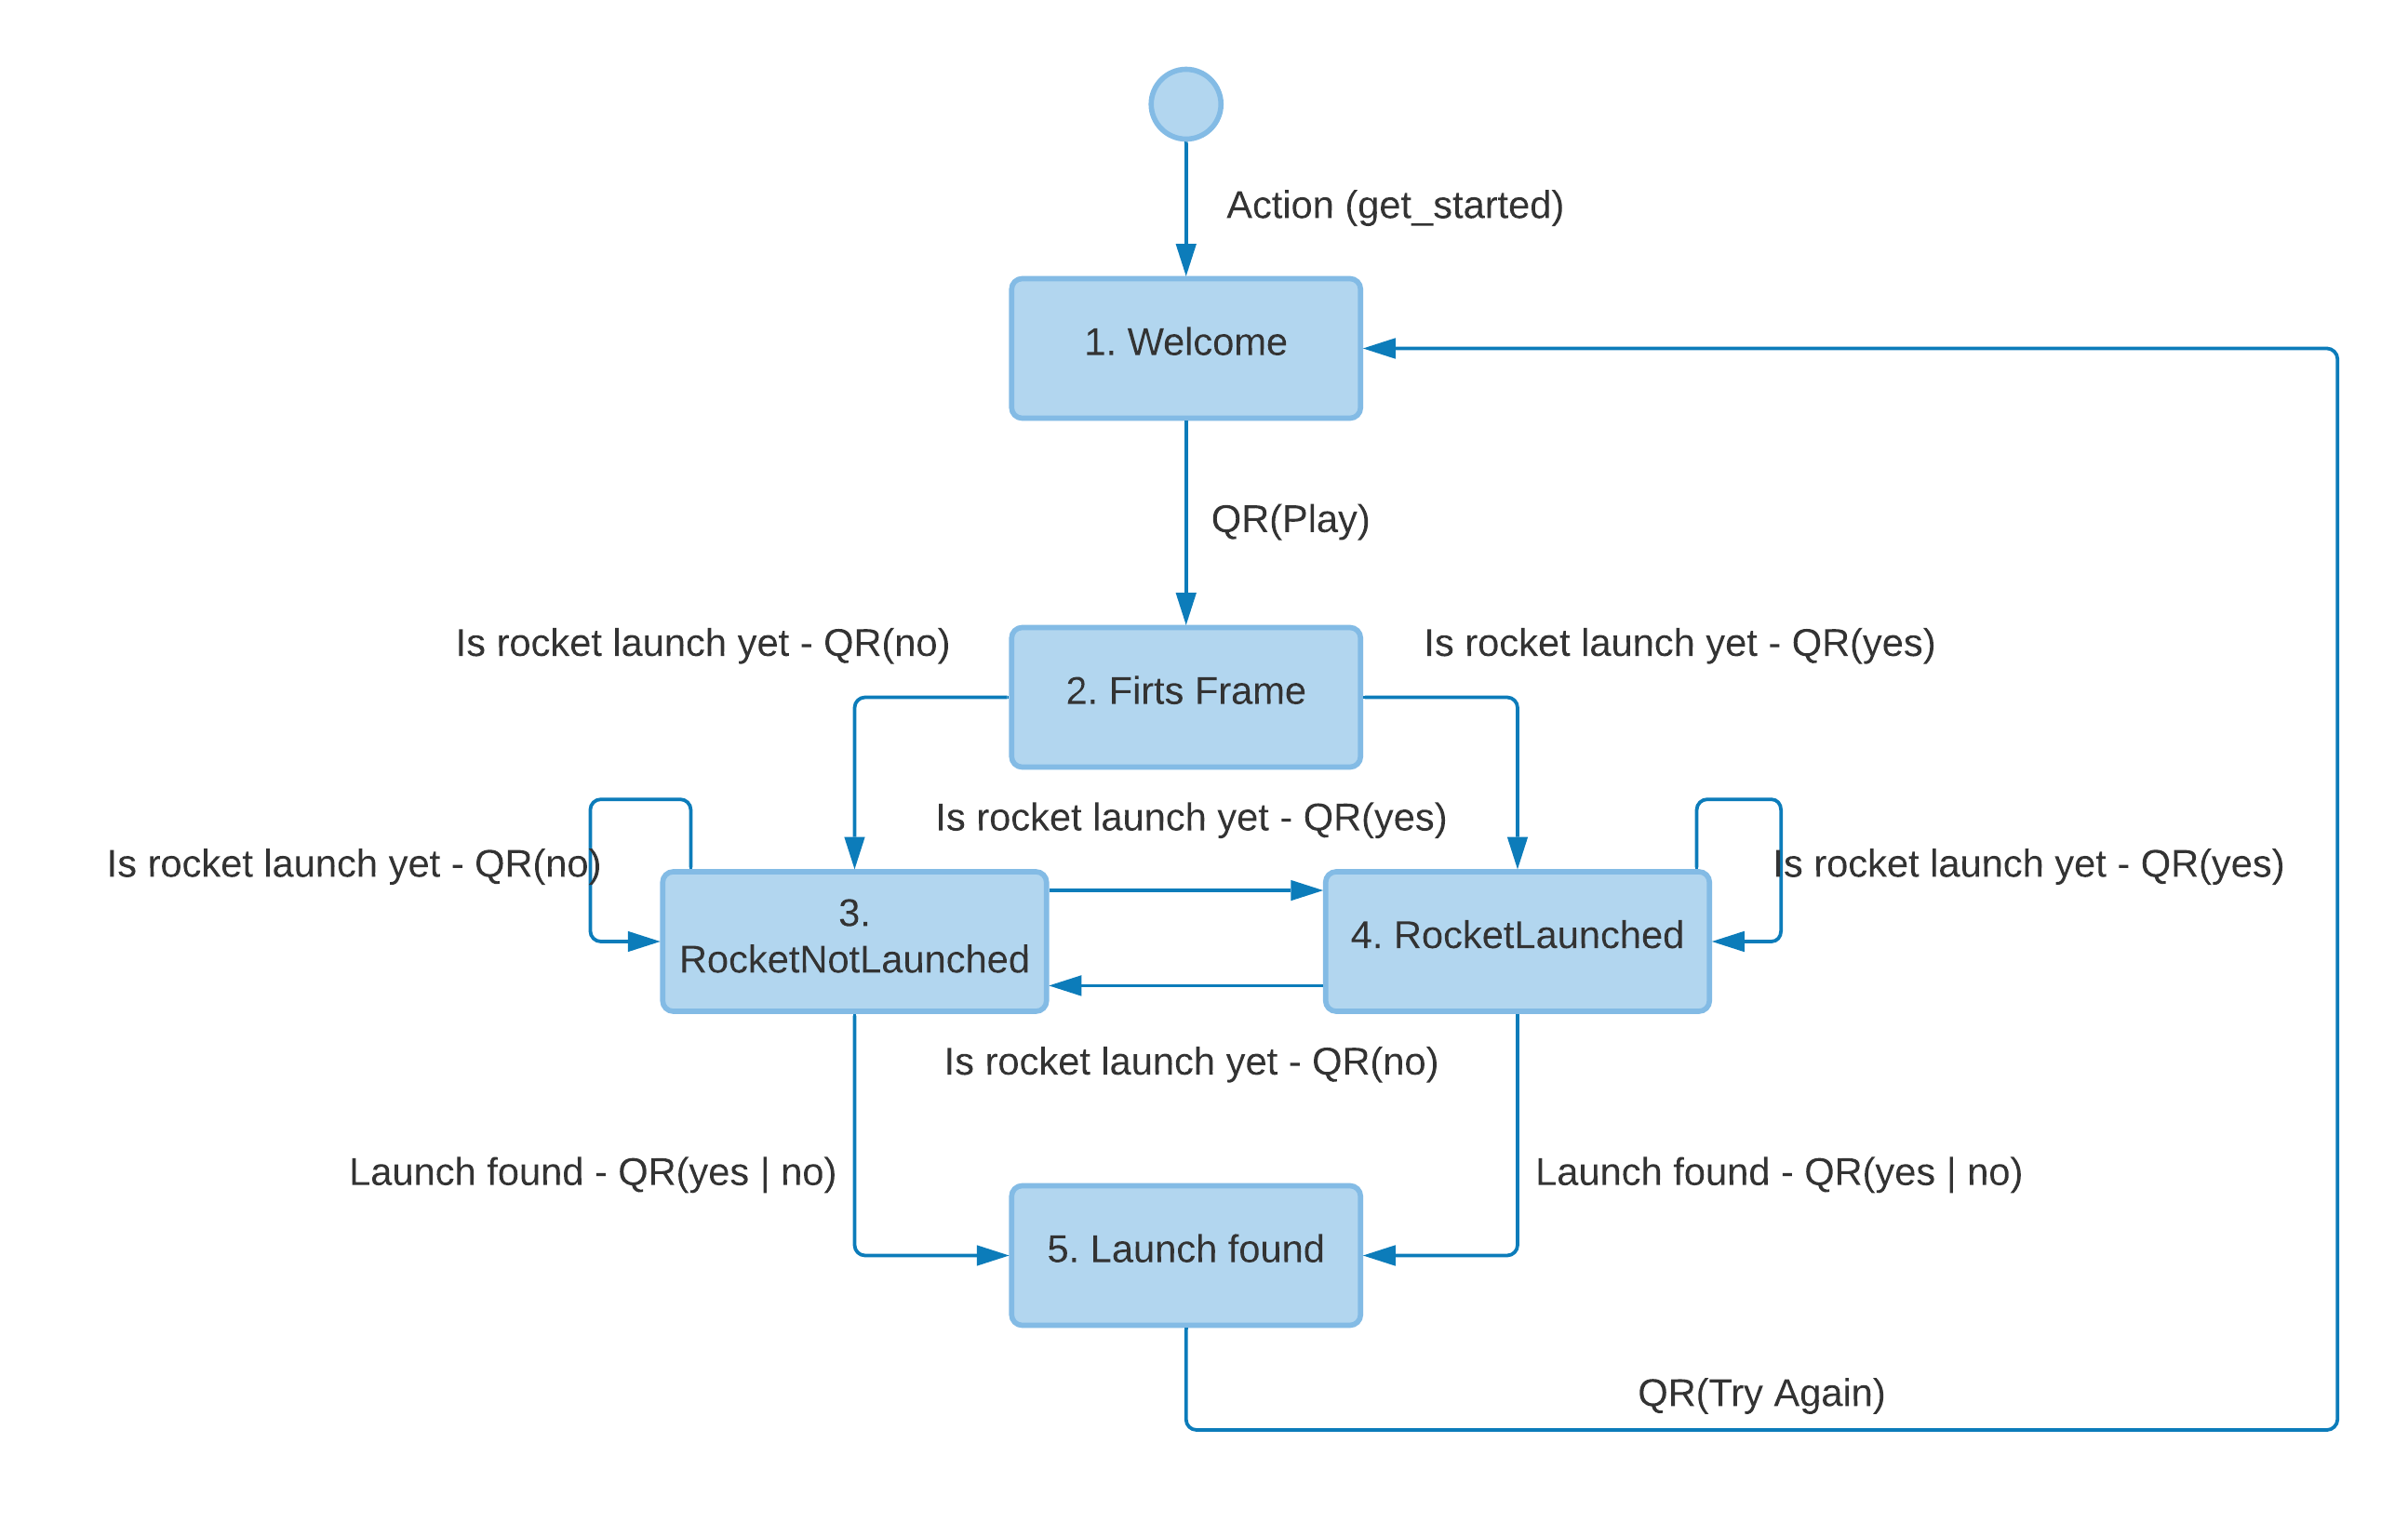 Action (get_started)
1. Welcome
QR(Play)
Is rocket launch yet - QR(no)
Is rocket launch yet - QR(yes)
2. Firts Frame
Is rocket launch yet - QR(yes)
Is rocket launch yet - QR(no)
Is rocket launch yet - QR(yes)
3.
RocketNotLaunched
4. RocketLaunched
Is rocket launch yet - QR(no)
Launch found - QR(yes | no)
Launch found - QR(yes | no)
5. Launch found
QR(Try Again)